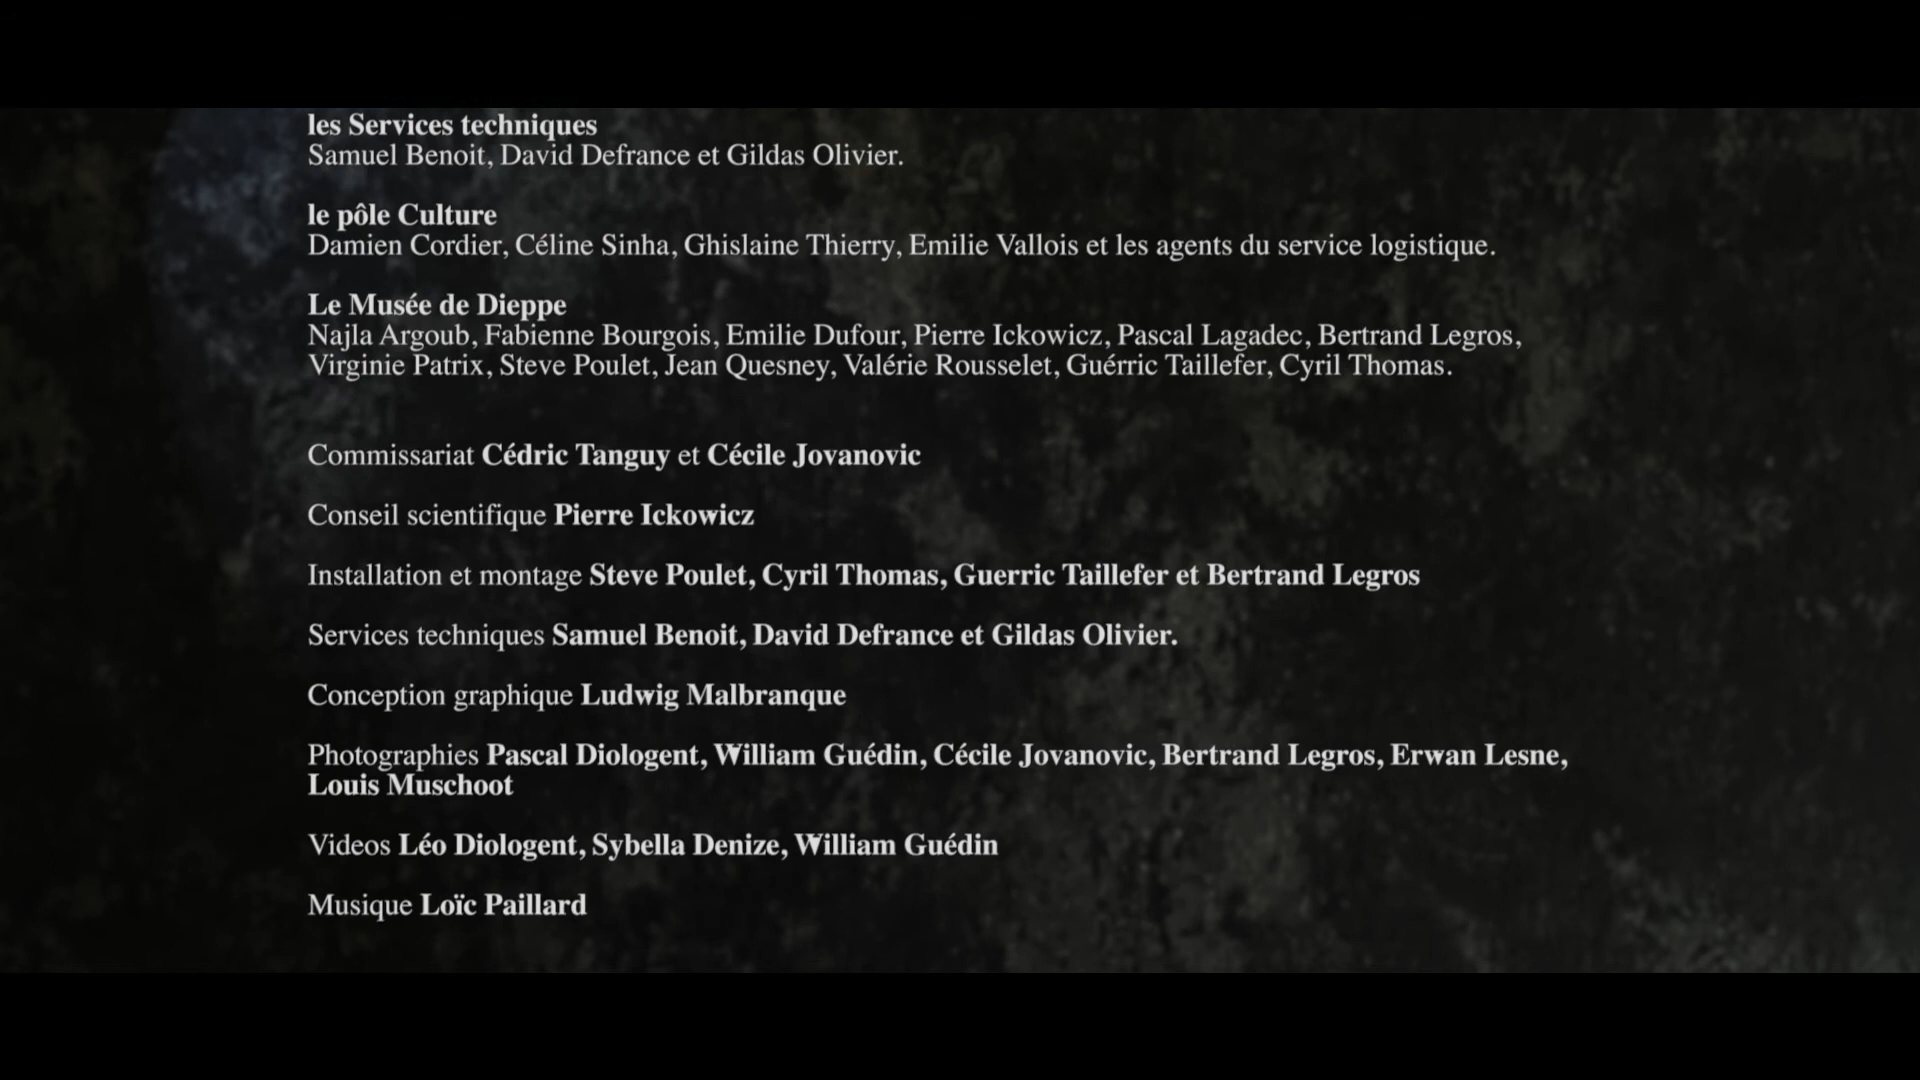 les Services techniques
Samuel Benoit, David Defrance et Gildas Olivier.
le pôle Culture
Damien Cordier, Céline Sinha, Ghislaine Thierry, Emilie Vallois et les agents du service logistique.
Le Musée de Dieppe
Najla Argoub, Fabienne Bourgois, Emilie Dufour, Pierre Ickowicz, Pascal Lagadec, Bertrand Legros,
Virginie Patrix, Steve Poulet, Jean Quesney, Valérie Rousselet, Guérric Taillefer, Cyril Thomas.
Commissariat Cédric Tanguy et Cécile Jovanovic
Conseil scientifique Pierre Ickowicz
Installation et montage Steve Poulet, Cyril Thomas, Guerric Taillefer et Bertrand Legros
Services techniques Samuel Benoit, David Defrance et Gildas Olivier.
Conception graphique Ludwig Malbranque
Photographies Pascal Diologent, William Guédin, Cécile Jovanovic, Bertrand Legros, Erwan Lesne,
Louis Muschoot
Videos Léo Diologent, Sybella Denize, William Guédin
Musique Loïc Paillard